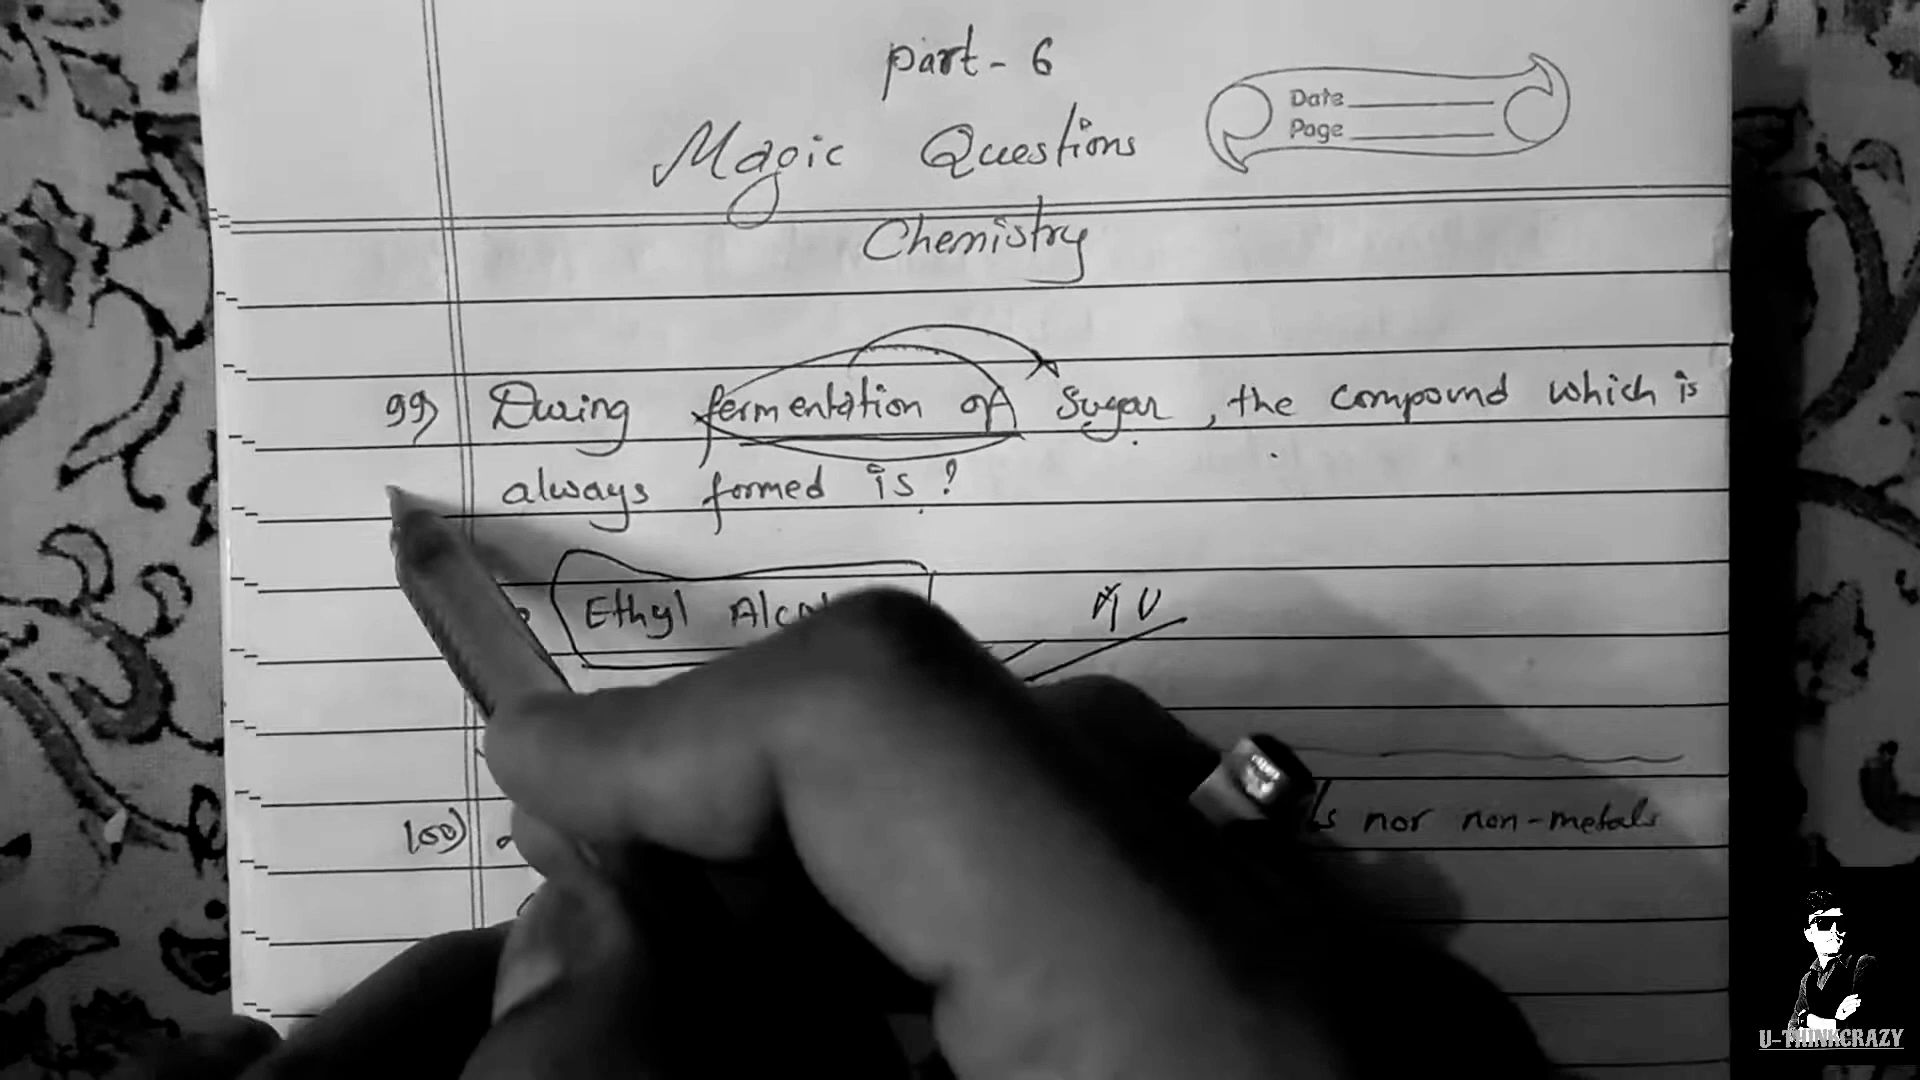 part - 6
Magic Questions
Date
Page
Chemistry
99) During fermentation of Sugar, the compound which is
always formed is?
Ethyl
100)
nor non-metals
U-THINKCRAZY